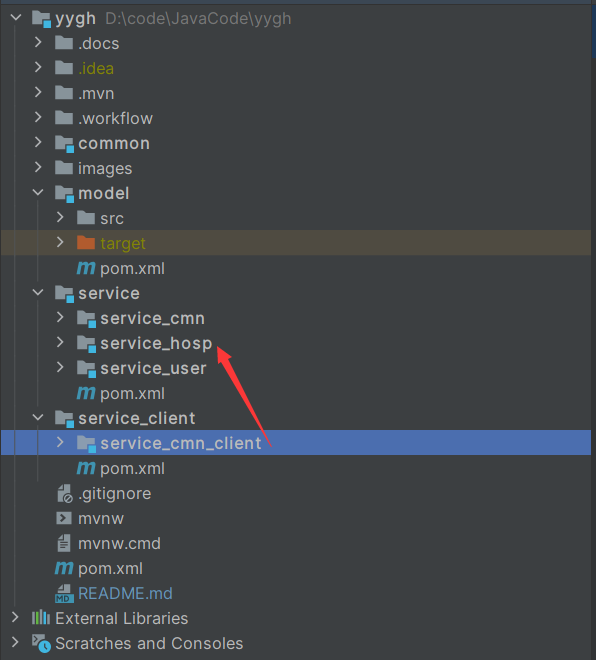 yygh D:\code\JavaCode\yygh
.docs
.idea
.mvn
.workflow
common
images
model
src
target
pom.xml
service
service_cmn
service_hosp
service_user
pom.xml
service_client
service_cmn_client
pom.xml
.gitignore
mvnw
mvnw.cmd
pom.xml
README.md
External Libraries
Scratches and Consoles